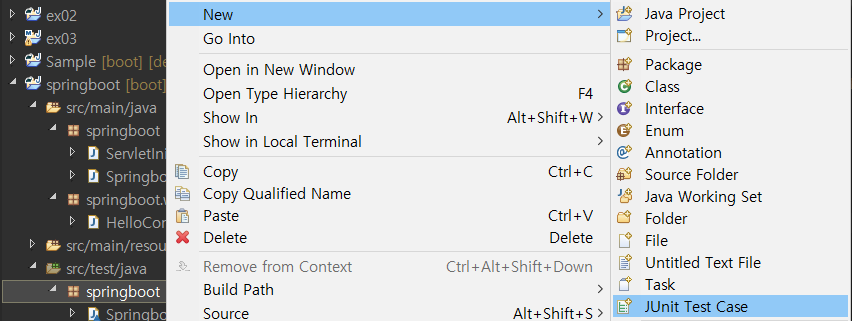 ex02
ex03
Sample [boot] [de
springboot [boot]
src/main/java
springboot
ServletIni
Springbo
springboot.w
HelloCor
src/main/resou
src/test/java
springboot
Springbo
New
Go Into
Open in New Window
Open Type Hierarchy F4
Show In Alt+Shift+W
Show in Local Terminal
Copy Ctrl+C
Copy Qualified Name
Paste Ctrl+V
Delete Delete
Remove from Context Ctrl+Alt+Shift+Down
Build Path
Source Alt+Shift+S
Java Project
Project...
Package
Class
Interface
Enum
Annotation
Source Folder
Java Working Set
Folder
File
Untitled Text File
Task
JUnit Test Case